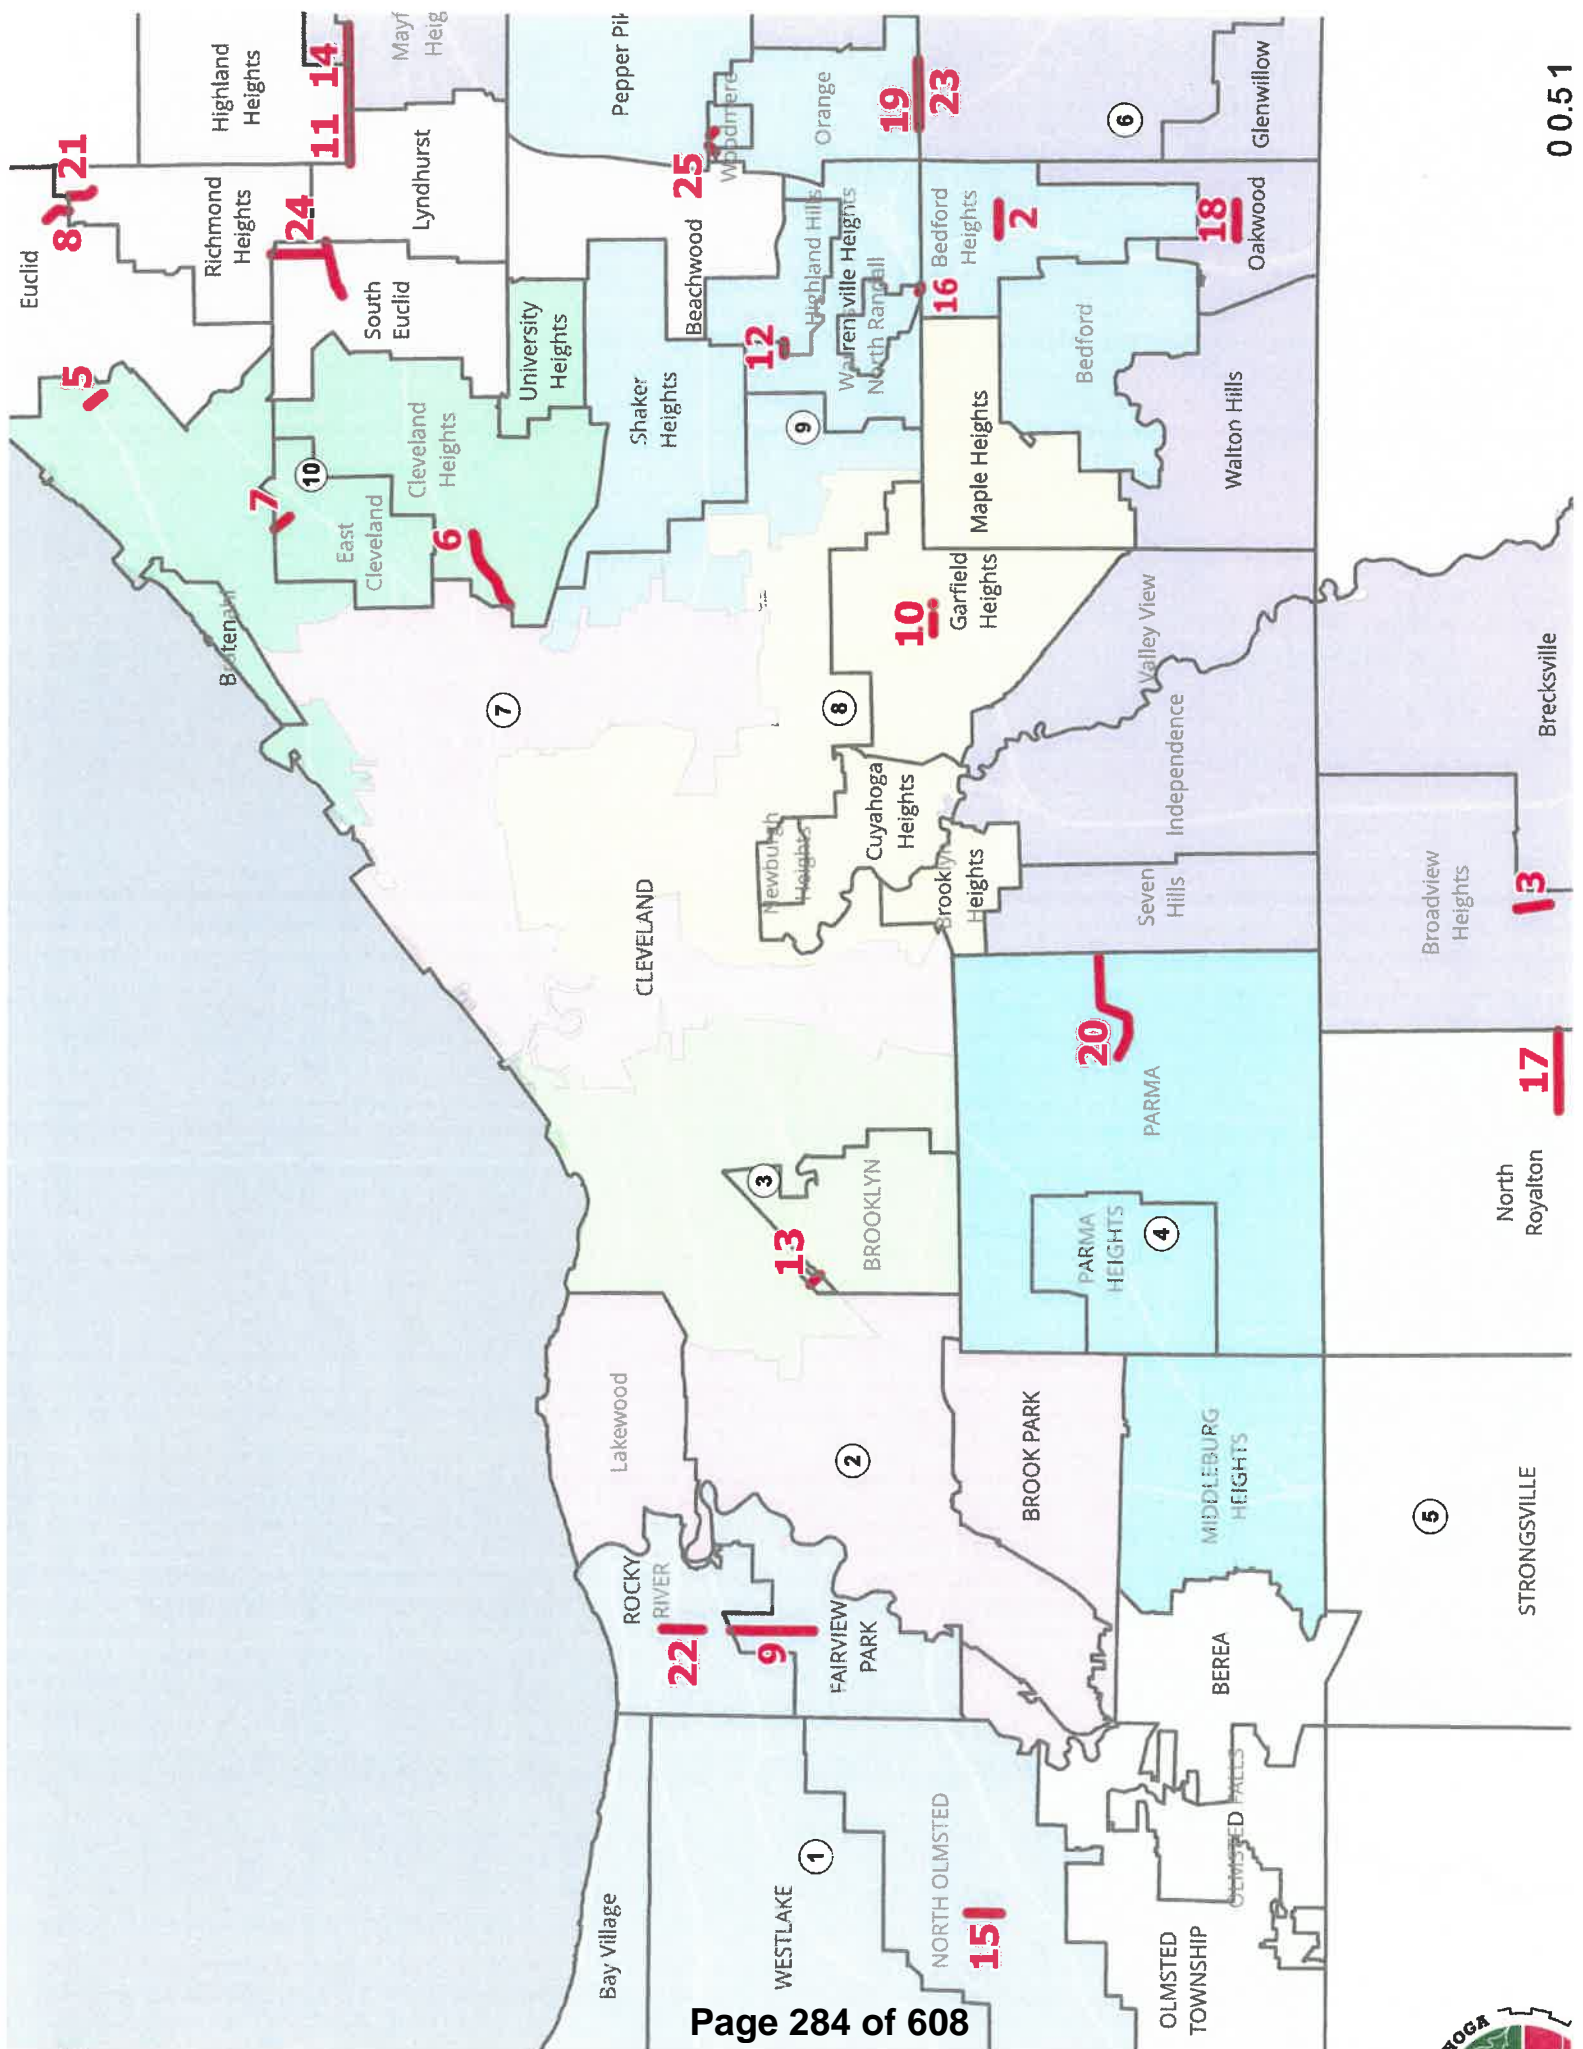 Euclid
8
21
5
Richmond
Heights
24
Highland
Heights
11
14
Mayf
Heig
Lyndhurst
South
Euclid
7
10
East
Cleveland
Cleveland
Heights
6
University
Heights
Bratenahl
7
Pepper Pik
25
Woodmere
Beachwood
Shaker
Heights
Orange
12
Highland Hills
Warrensville Heights
North Randall
9
19
23
16
Bedford
Heights
2
6
Glenwillow
18
Oakwood
Bedford
Maple Heights
Walton Hills
10
Garfield
Heights
8
Valley View
Independence
Cuyahoga
Heights
Newburgh
Heights
Brooklyn
Heights
Seven
Hills
CLEVELAND
Brecksville
Broadview
Heights
3
20
PARMA
17
North
Royalton
3
13
BROOKLYN
PARMA
HEIGHTS
4
Lakewood
2
BROOK PARK
MIDDLEBURG
HEIGHTS
5
STRONGSVILLE
ROCKY
RIVER
22
9
FAIRVIEW
PARK
BEREA
OLMSTED FALLS
Bay Village
WESTLAKE
1
NORTH OLMSTED
15
OLMSTED
TOWNSHIP
0 0.5 1
HOGA
Page 284 of 608